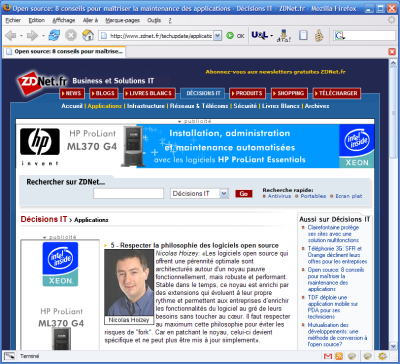 Open source: 8 conseils pour maîtriser la maintenance des applications - Décisions IT - ZDNet.fr - Mozilla Firefox
Fichier Edition Affichage Aller à Marque-pages Outils ?
http://www.zdnet.fr/techupdate/applicatic OK
Open source: 8 conseils pour maîtrise...
Abonnez-vous aux newsletters gratuites ZDNet.fr
ZDNet.fr Business et Solutions IT
NEWS BLOGS LIVRES BLANCS DÉCISIONS IT PRODUITS SHOPPING TÉLÉCHARGER
Accueil | Applications | Infrastructure | Réseaux & Télécoms | Sécurité | Livres Blancs | Archives
publicité
hp
invent
HP ProLiant
ML370 G4
Installation, administration
et maintenance automatisées
avec les logiciels HP ProLiant Essentials
intel inside
XEON
Rechercher sur ZDNet...
Décisions IT Go
Recherche rapide:
Antivirus Portables Ecran plat
Décisions IT > Applications
publicité
intel inside
XEON
HP ProLiant
ML370 G4
5 - Respecter la philosophie des logiciels open source
Nicolas Hoizey: «Les logiciels open source qui
offrent une pérennité optimale sont
architecturés autour d'un noyau pauvre
fonctionnellement, mais robuste et performant.
Stable dans le temps, ce noyau est enrichi par
des extensions qui évoluent à leur propre
rythme et permettent aux entreprises d'enrichir
les fonctionnalités du logiciel au gré de leurs
besoins sans toucher au cœur. Il faut respecter
au maximum cette philosophie pour éviter les
risques de "fork". Car en patchant le noyau, celui-ci devient
spécifique et ne peut plus être mis à jour simplement».
Nicolas Hoizey
Aussi sur Décisions IT
Clairefontaine protège
ses sites avec une
solution multifonctions
Téléphonie 3G: SFR et
Orange déclinent leurs
offres pour les entreprises
Open source: 8 conseils
pour maîtriser la
maintenance des
applications
TDF déploie une
application mobile sur
PDA pour ses
techniciens
Mutualisation des
développements: une
méthode de conversion à
l'open source?
Terminé